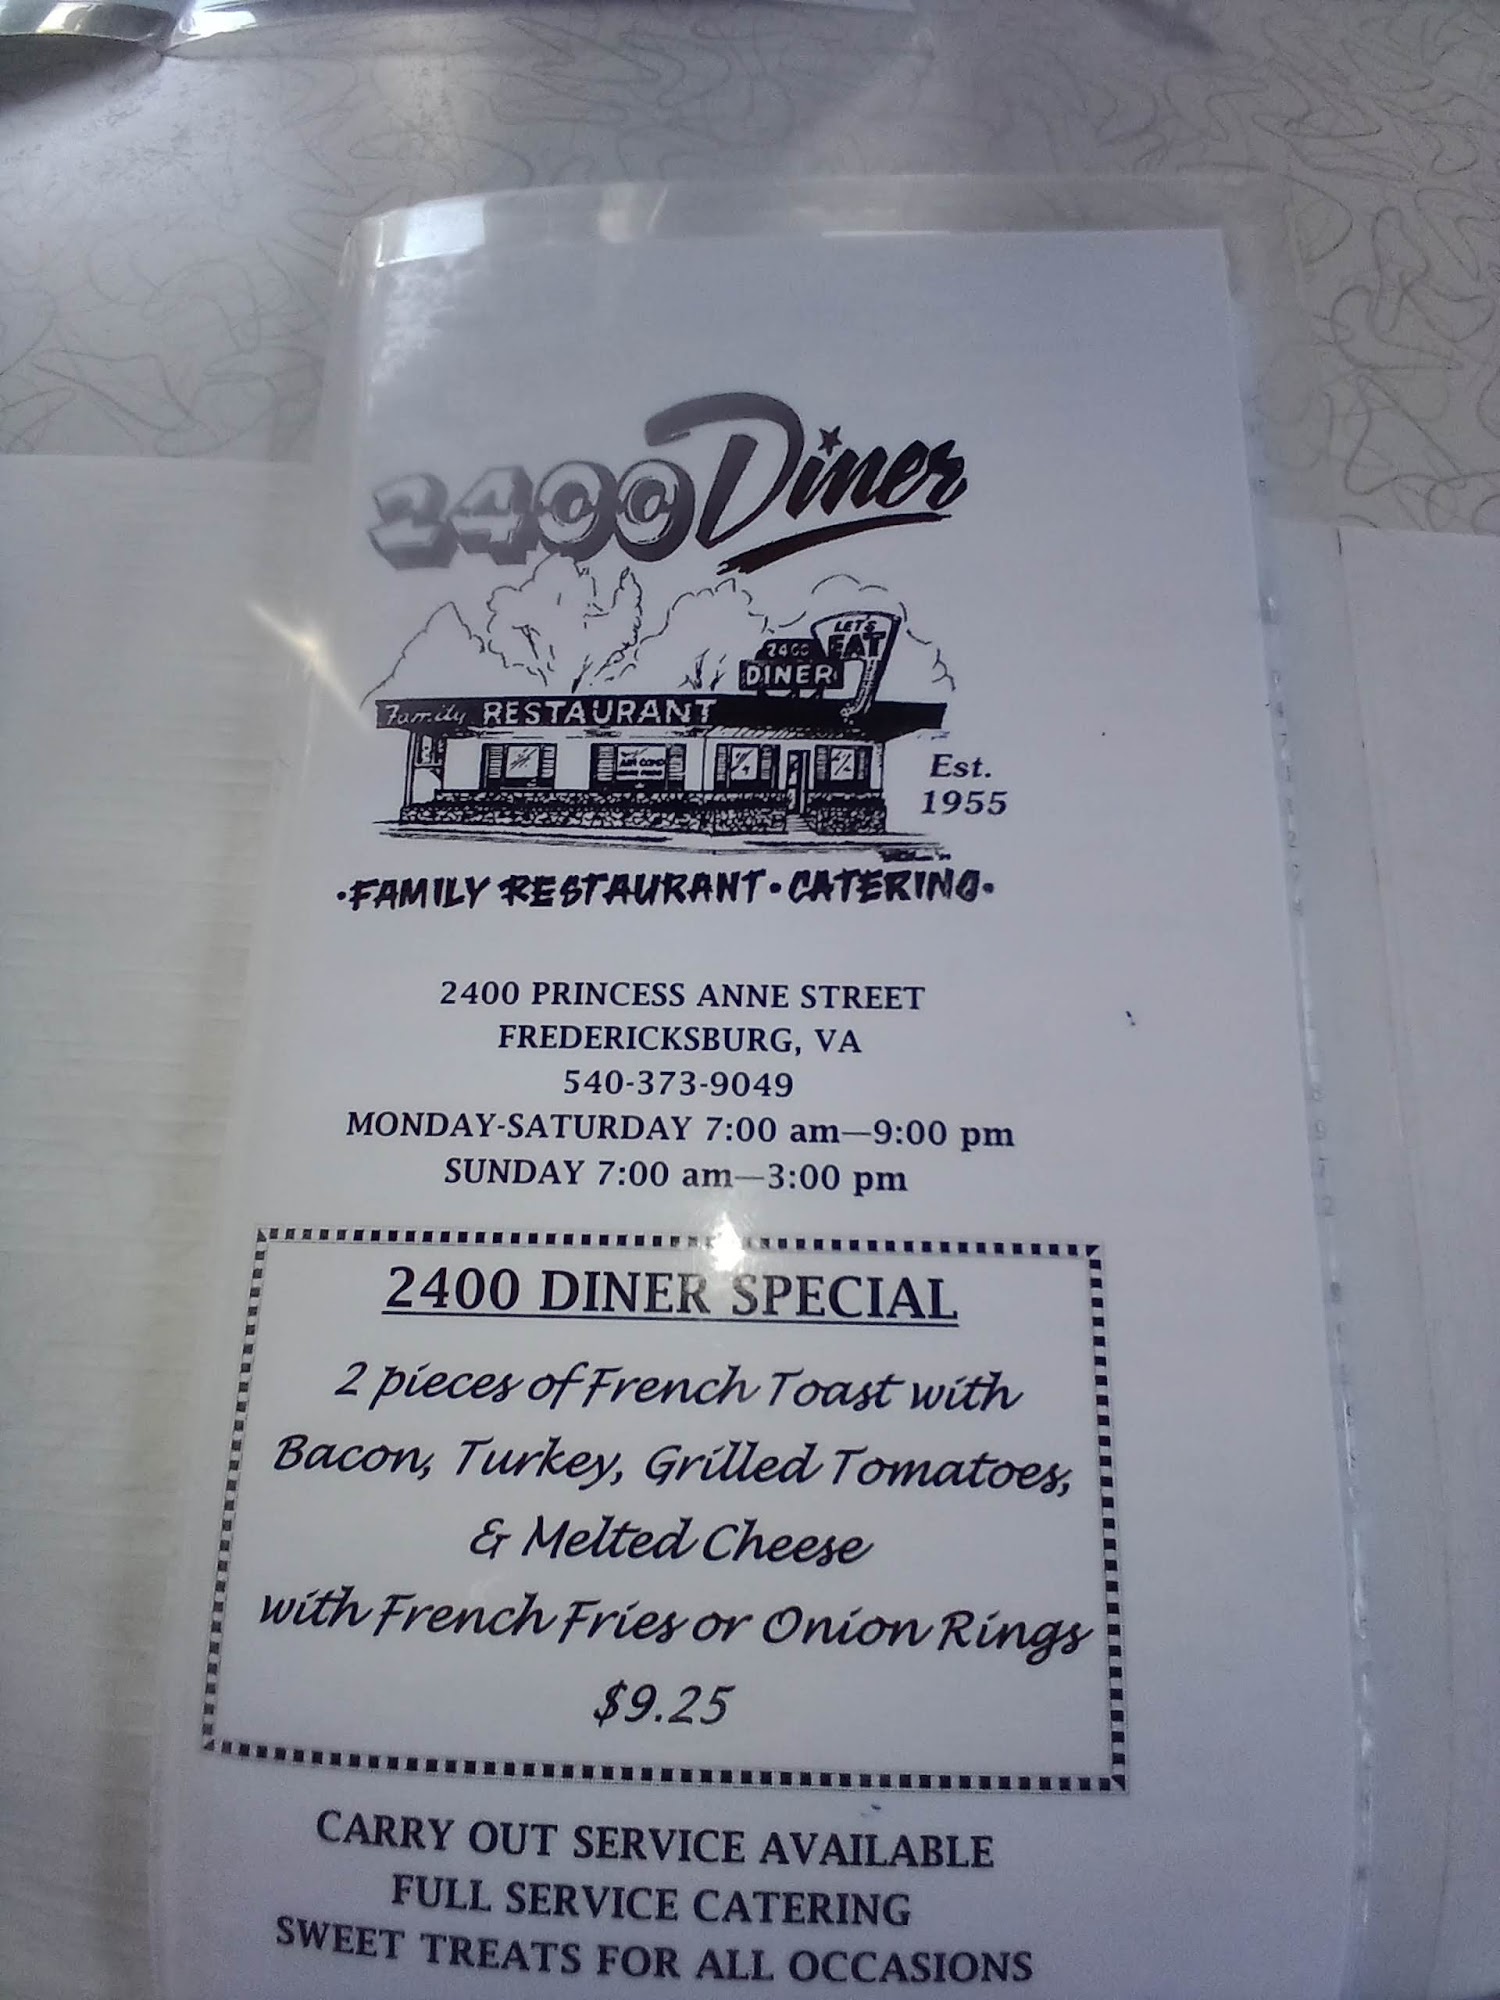 2400 Diner
LET'S
EAT
2400
DINER
Family RESTAURANT
AIR COND
Est.
1955
·FAMILY RESTAURANT·CATERING·
2400 PRINCESS ANNE STREET
FREDERICKSBURG, VA
540-373-9049
MONDAY-SATURDAY 7:00 am—9:00 pm
SUNDAY 7:00 am—3:00 pm
2400 DINER SPECIAL
2 pieces of French Toast with
Bacon, Turkey, Grilled Tomatoes,
& Melted Cheese
with French Fries or Onion Rings
$9.25
CARRY OUT SERVICE AVAILABLE
FULL SERVICE CATERING
SWEET TREATS FOR ALL OCCASIONS